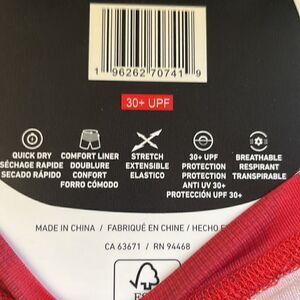 1 96262 70741 9
30+ UPF
QUICK DRY
SÉCHAGE RAPIDE
SECADO RÁPIDO
COMFORT LINER
DOUBLURE
CONFORT
FORRO CÓMODO
STRETCH
EXTENSIBLE
ELASTICO
30+ UPF
PROTECTION
PROTECTION
ANTI UV 30+
PROTECCIÓN UPF 30+
BREATHABLE
RESPIRANT
TRANSPIRABLE
MADE IN CHINA / FABRIQUÉ EN CHINE / HECHO E
CA 63671 / RN 94468